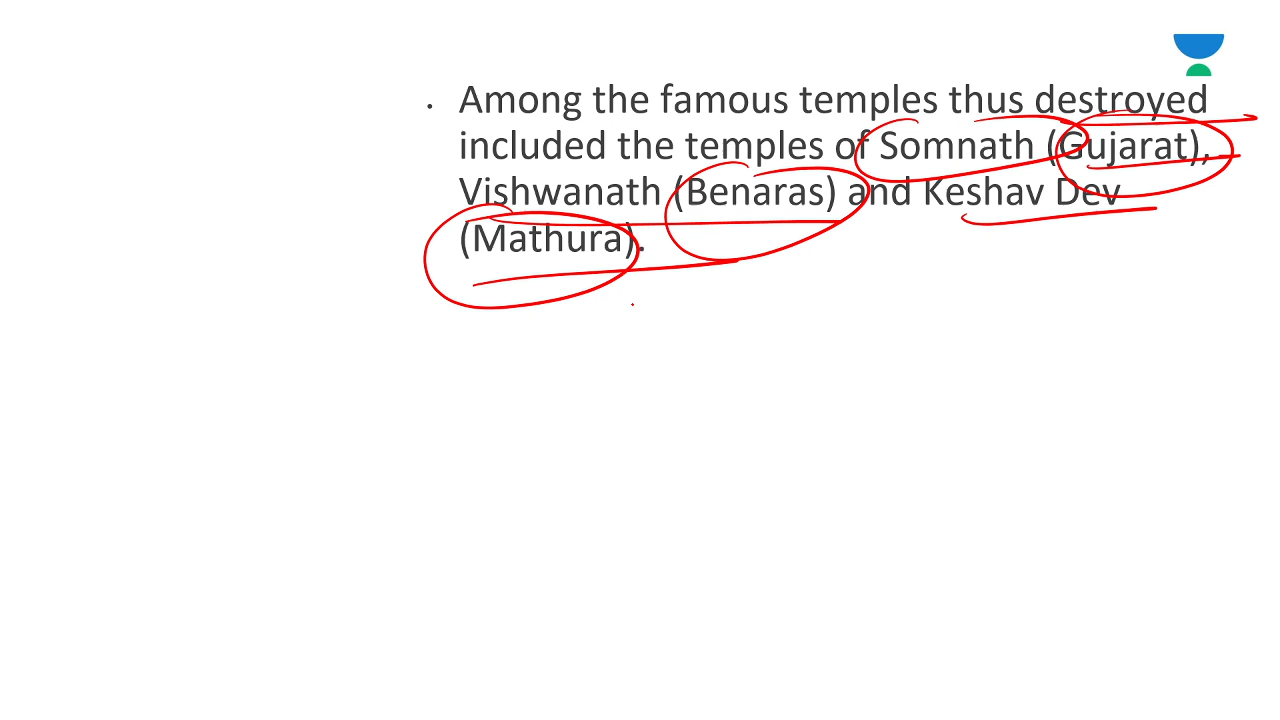 · Among the famous temples thus destroyed
included the temples of Somnath (Gujarat),
Vishwanath (Benaras) and Keshav Dev
(Mathura).